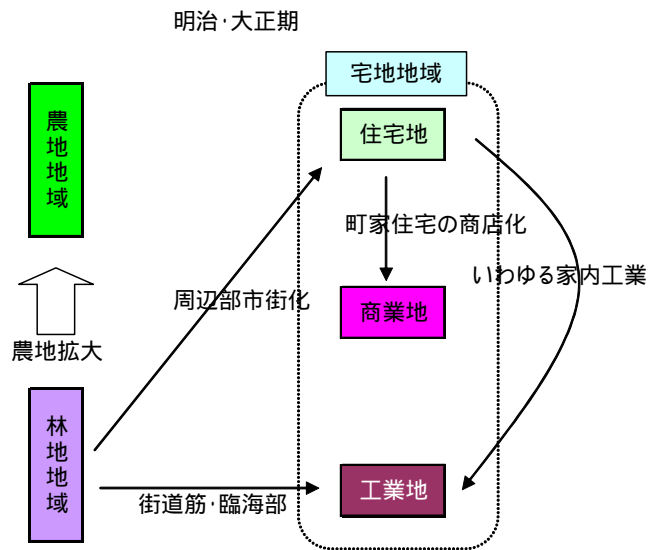 明治・大正期
宅地地域
農地地域
住宅地
町家住宅の商店化
いわゆる家内工業
周辺部市街化
商業地
農地拡大
林地地域
工業地
街道筋・臨海部